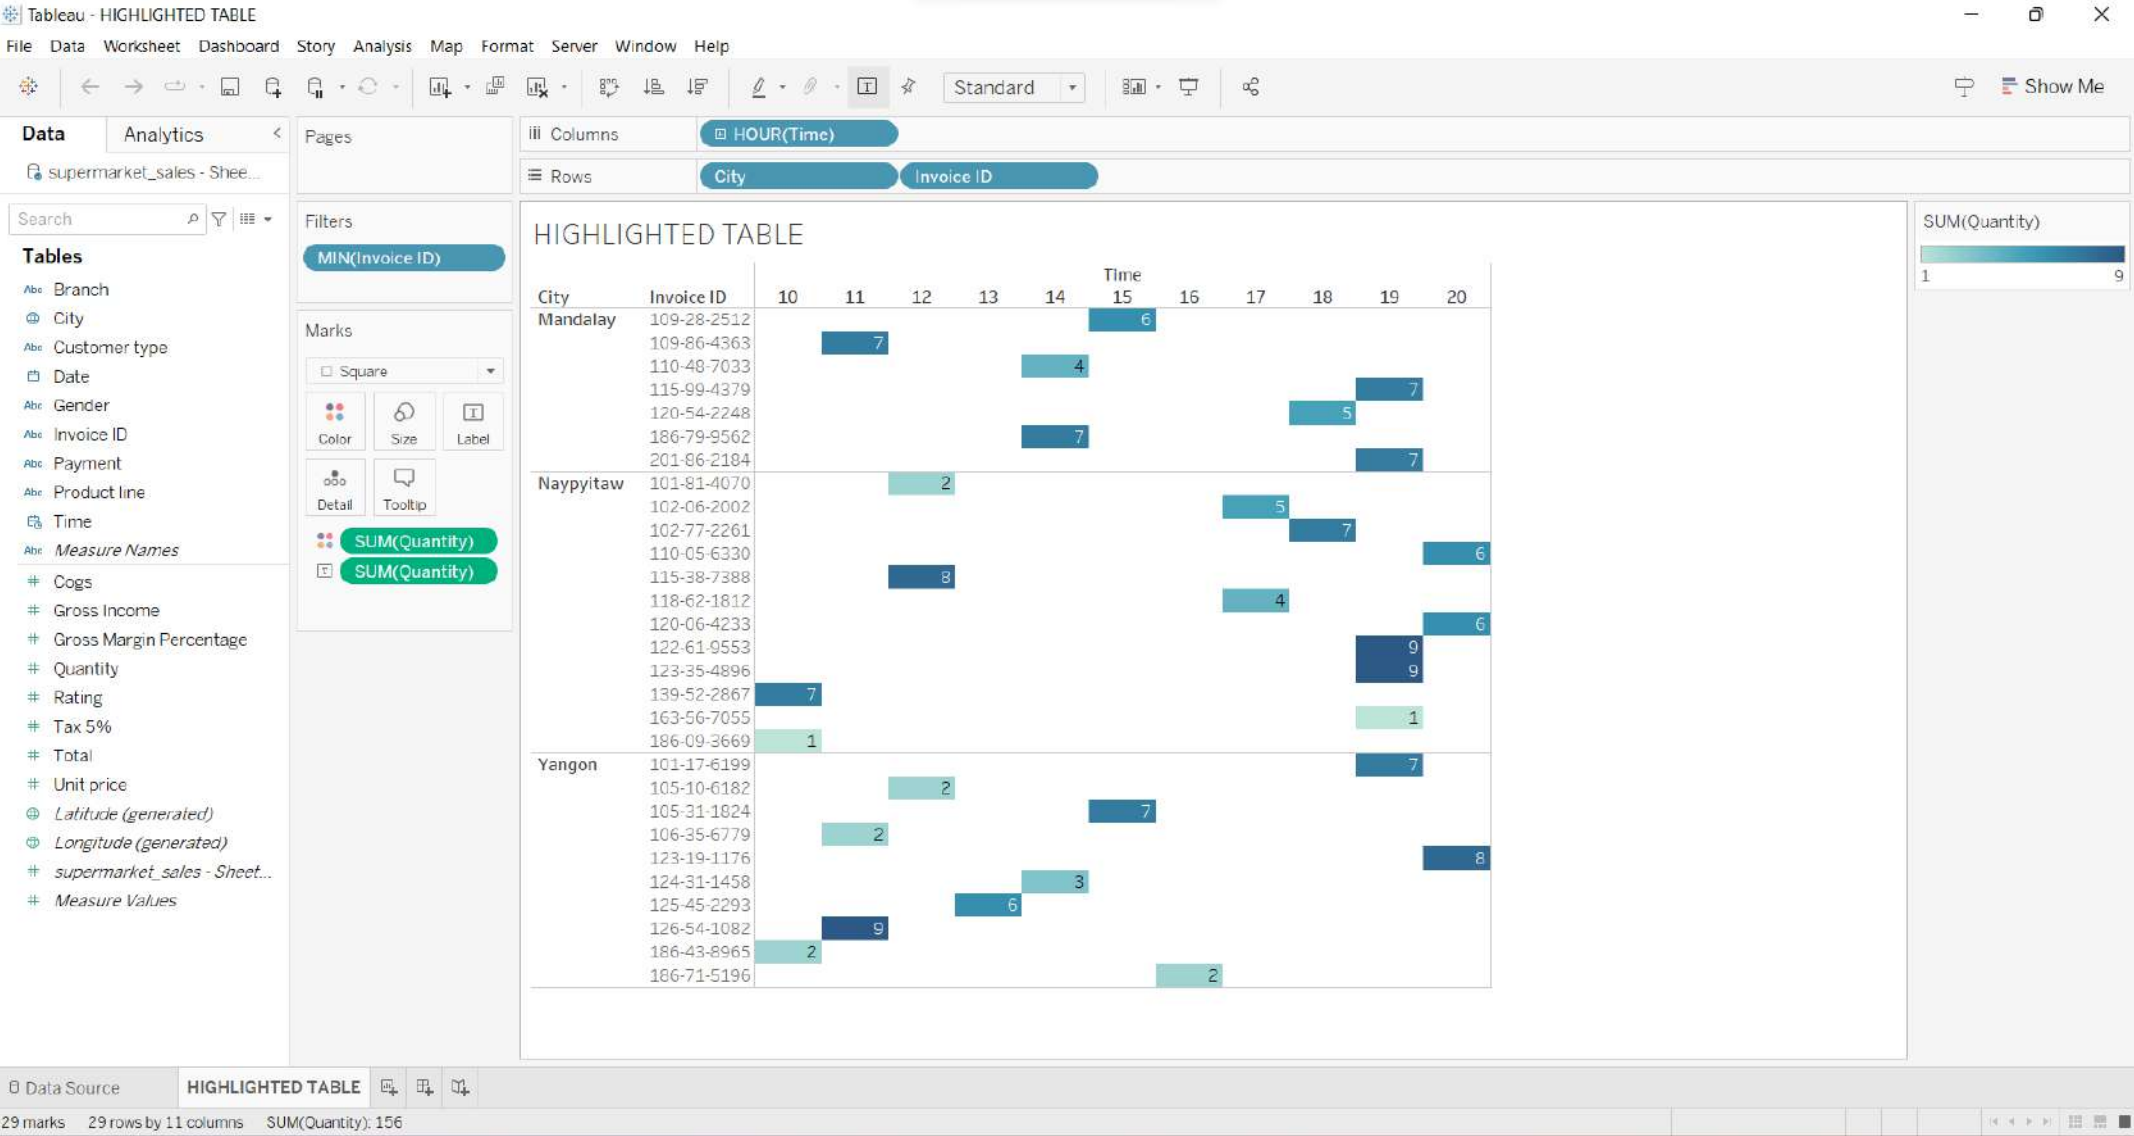 Tableau - HIGHLIGHTED TABLE
File Data Worksheet Dashboard Story Analysis Map Format Server Window Help
Standard
Show Me
Data Analytics
supermarket_sales - Shee...
Search
Tables
Abc Branch
City
Abc Customer type
Date
Abc Gender
Abc Invoice ID
Abc Payment
Abc Product line
Time
Abc Measure Names
# Cogs
# Gross Income
# Gross Margin Percentage
# Quantity
# Rating
# Tax 5%
# Total
# Unit price
Latitude (generated)
Longitude (generated)
# supermarket_sales - Sheet...
# Measure Values
Pages
Filters
MIN(Invoice ID)
Marks
Square
Color Size Label
Detail Tooltip
SUM(Quantity)
SUM(Quantity)
iii Columns HOUR(Time)
Rows City Invoice ID
HIGHLIGHTED TABLE
Time
City Invoice ID 10 11 12 13 14 15 16 17 18 19 20
Mandalay 109-28-2512 6
109-86-4363 7
110-48-7033 4
115-99-4379 7
120-54-2248 5
186-79-9562 7
201-86-2184 7
Naypyitaw 101-81-4070 2
102-06-2002 5
102-77-2261 7
110-05-6330 6
115-38-7388 8
118-62-1812 4
120-06-4233 6
122-61-9553 9
123-35-4896 9
139-52-2867 7
163-56-7055 1
186-09-3669 1
Yangon 101-17-6199 7
105-10-6182 2
105-31-1824 7
106-35-6779 2
123-19-1176 8
124-31-1458 3
125-45-2293 6
126-54-1082 9
186-43-8965 2
186-71-5196 2
SUM(Quantity)
1 9
Data Source HIGHLIGHTED TABLE
29 marks 29 rows by 11 columns SUM(Quantity): 156